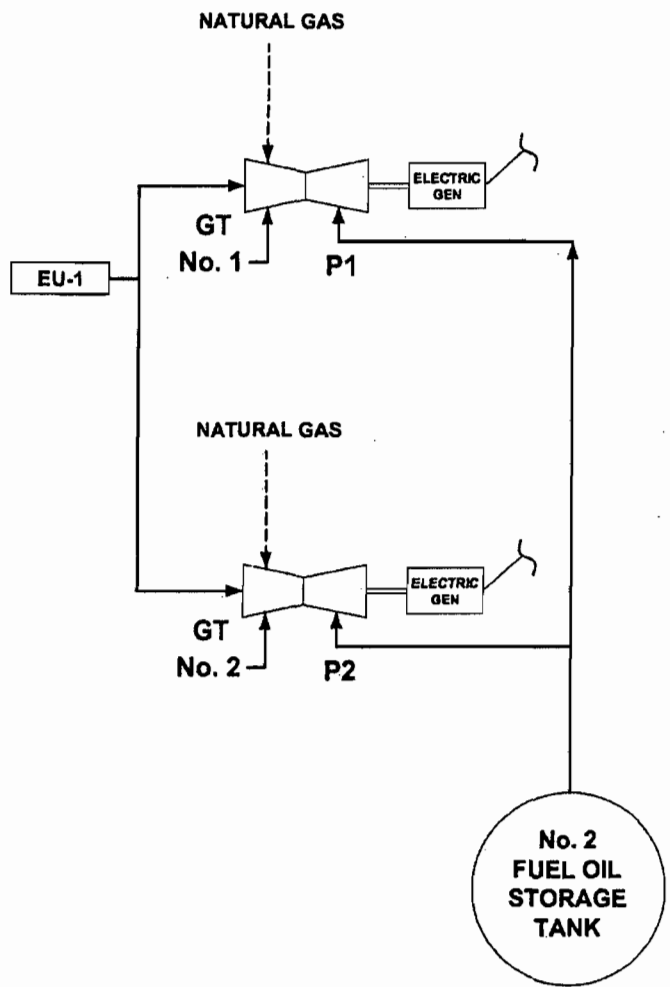 NATURAL GAS
ELECTRIC
GEN
GT
No. 1
P1
EU-1
NATURAL GAS
ELECTRIC
GEN
GT
No. 2
P2
No. 2
FUEL OIL
STORAGE
TANK